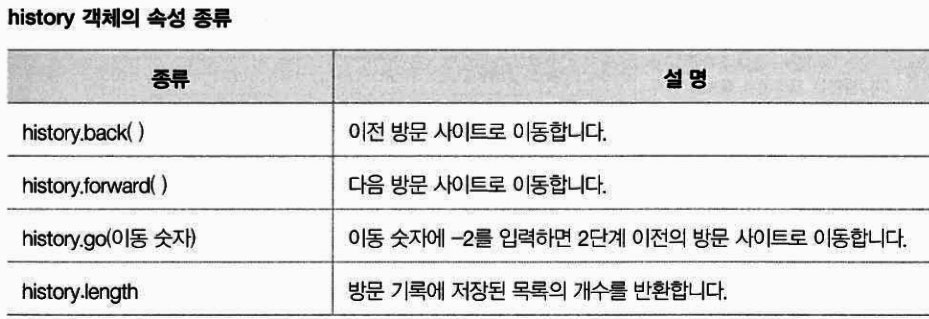 history 객체의 속성 종류
종류 설 명
history.back( ) 이전 방문 사이트로 이동합니다.
history.forward( ) 다음 방문 사이트로 이동합니다.
history.go(이동 숫자) 이동 숫자에 -2를 입력하면 2단계 이전의 방문 사이트로 이동합니다.
history.length 방문 기록에 저장된 목록의 개수를 반환합니다.